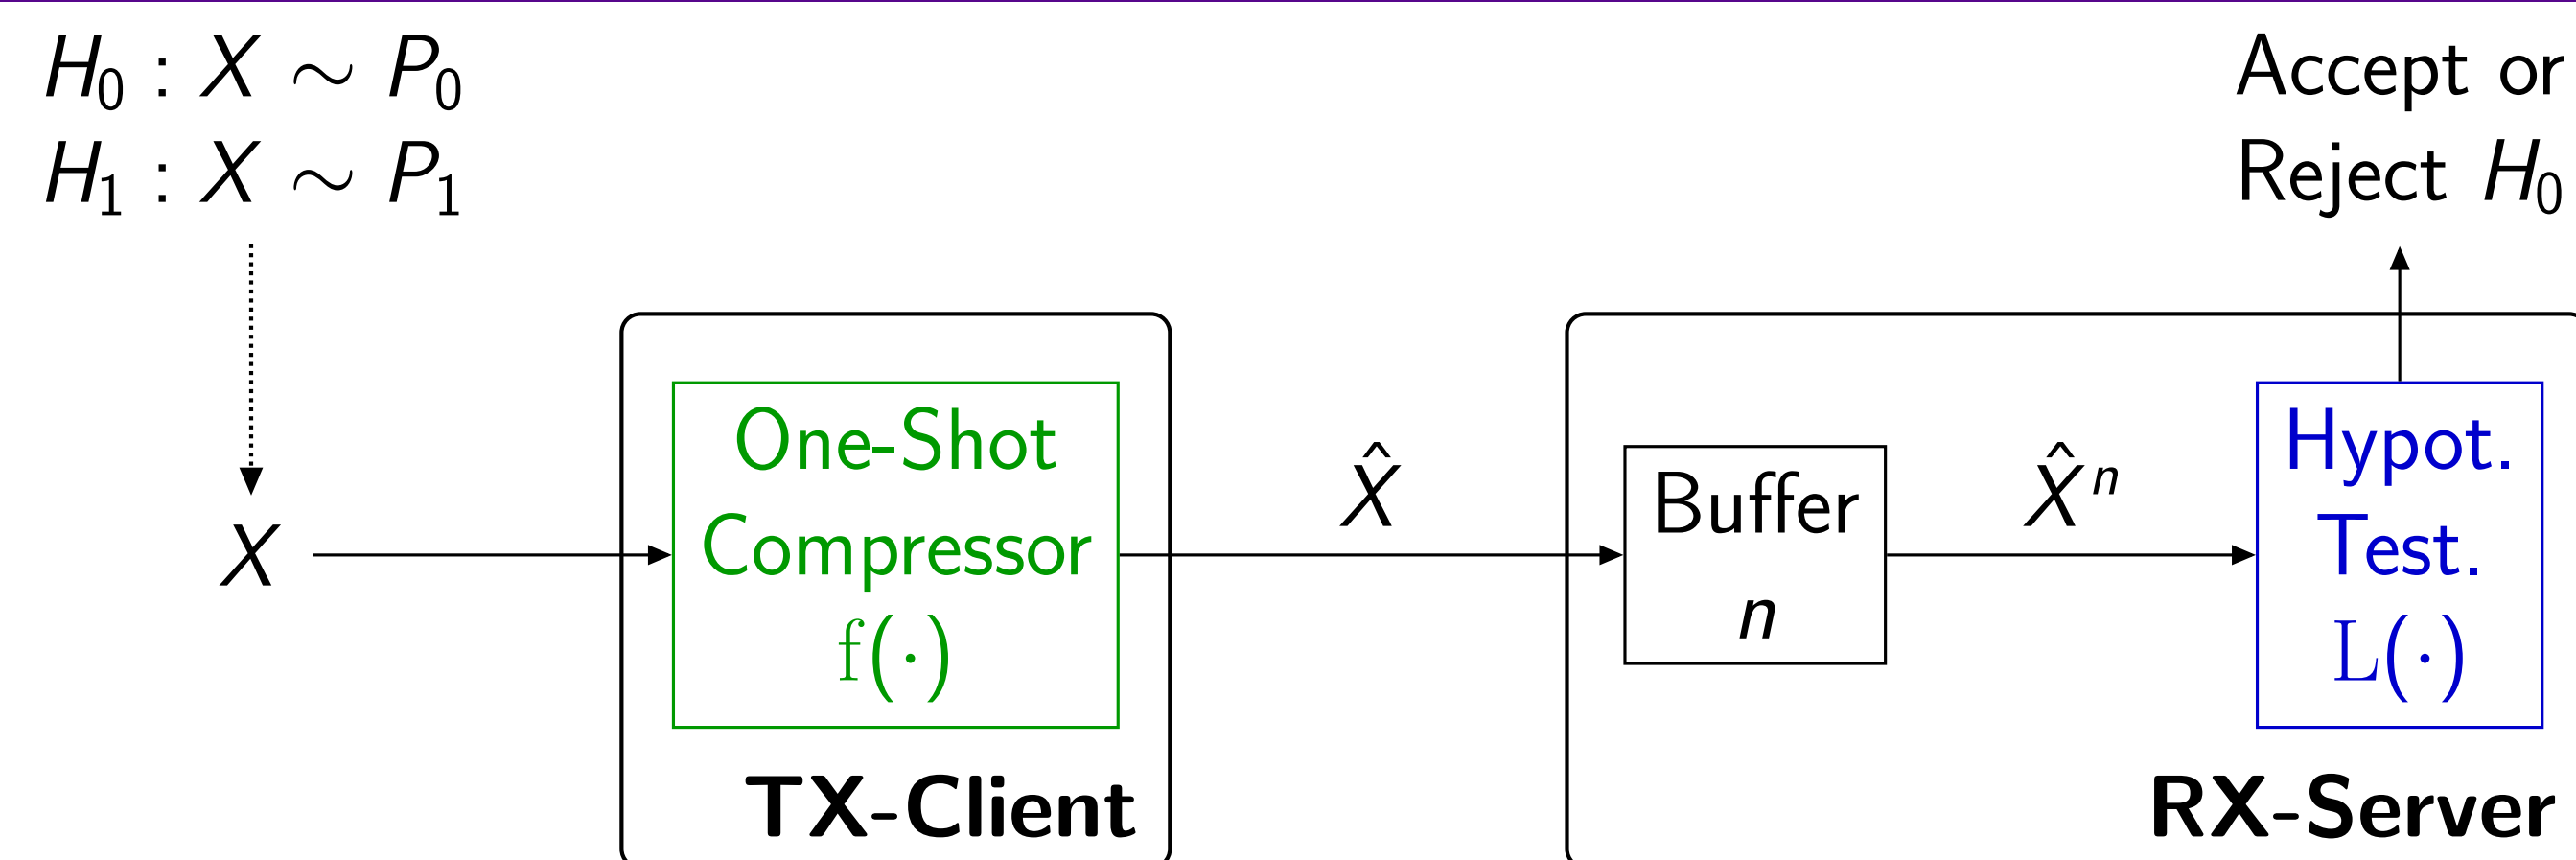 H₀ : X ∼ P₀
H₁ : X ∼ P₁
Accept or
Reject H₀
X
One-Shot
Compressor
f(·)
TX-Client
X̂
Buffer
n
X̂ⁿ
Hypot.
Test.
L(·)
RX-Server